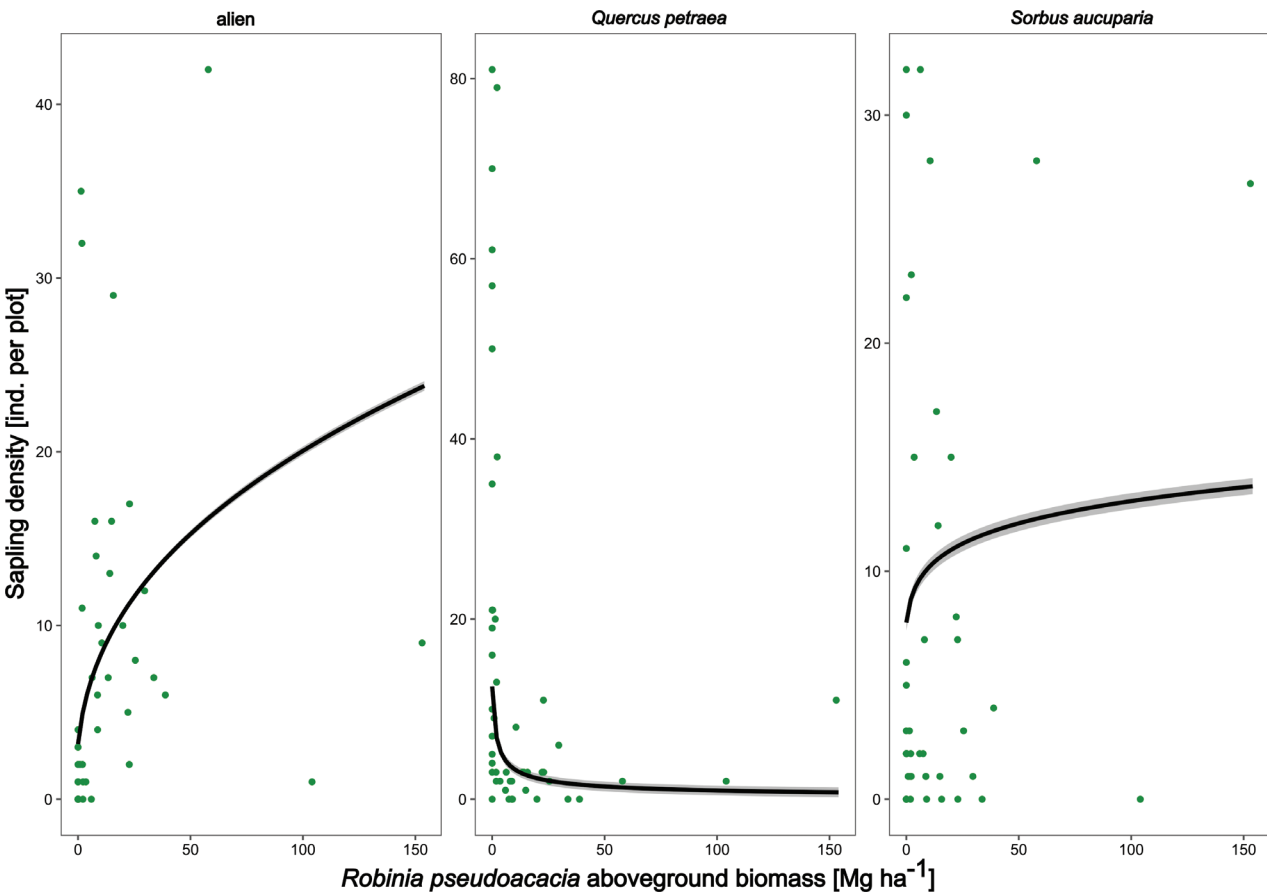 alien
Quercus petraea
Sorbus aucuparia
Sapling density [ind. per plot]
40
30
20
10
0
80
60
40
20
0
30
20
10
0
0 50 100 150
0 50 100 150
0 50 100 150
Robinia pseudoacacia aboveground biomass [Mg ha⁻¹]